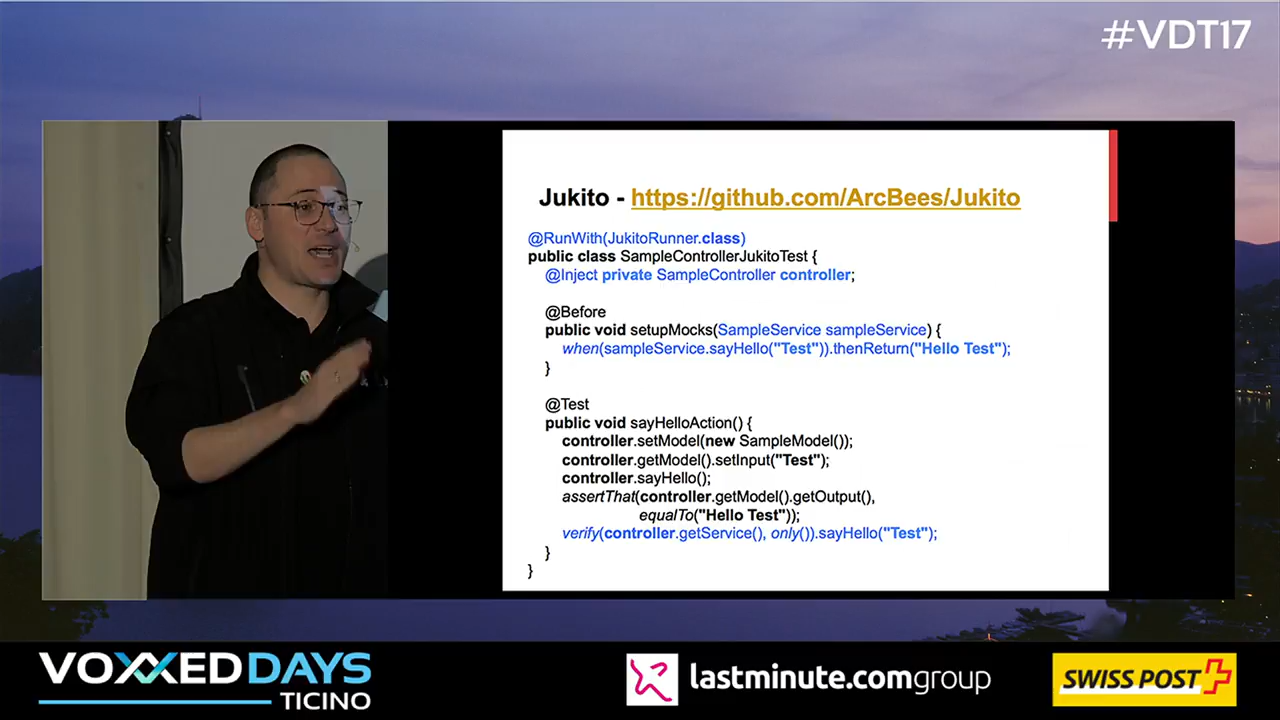 #VDT17
Jukito - https://github.com/ArcBees/Jukito
@RunWith(JukitoRunner.class)
public class SampleControllerJukitoTest {
@Inject private SampleController controller;
@Before
public void setupMocks(SampleService sampleService) {
when(sampleService.sayHello("Test")).thenReturn("Hello Test");
}
@Test
public void sayHelloAction() {
controller.setModel(new SampleModel());
controller.getModel().setInput("Test");
controller.sayHello();
assertThat(controller.getModel().getOutput(),
equalTo("Hello Test"));
verify(controller.getService(), only()).sayHello("Test");
}
}
VOXXED DAYS
TICINO
lastminute.com group
SWISS POST